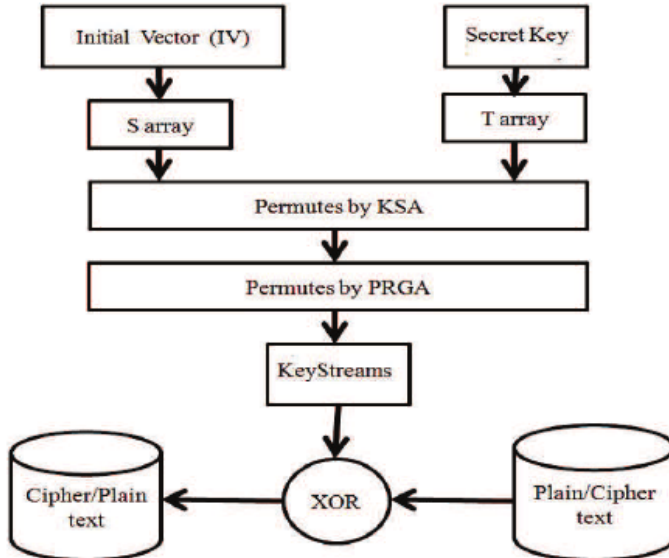 Initial Vector (IV)
Secret Key
S array
T array
Permutes by KSA
Permutes by PRGA
KeyStreams
Cipher/Plain
text
XOR
Plain/Cipher
text